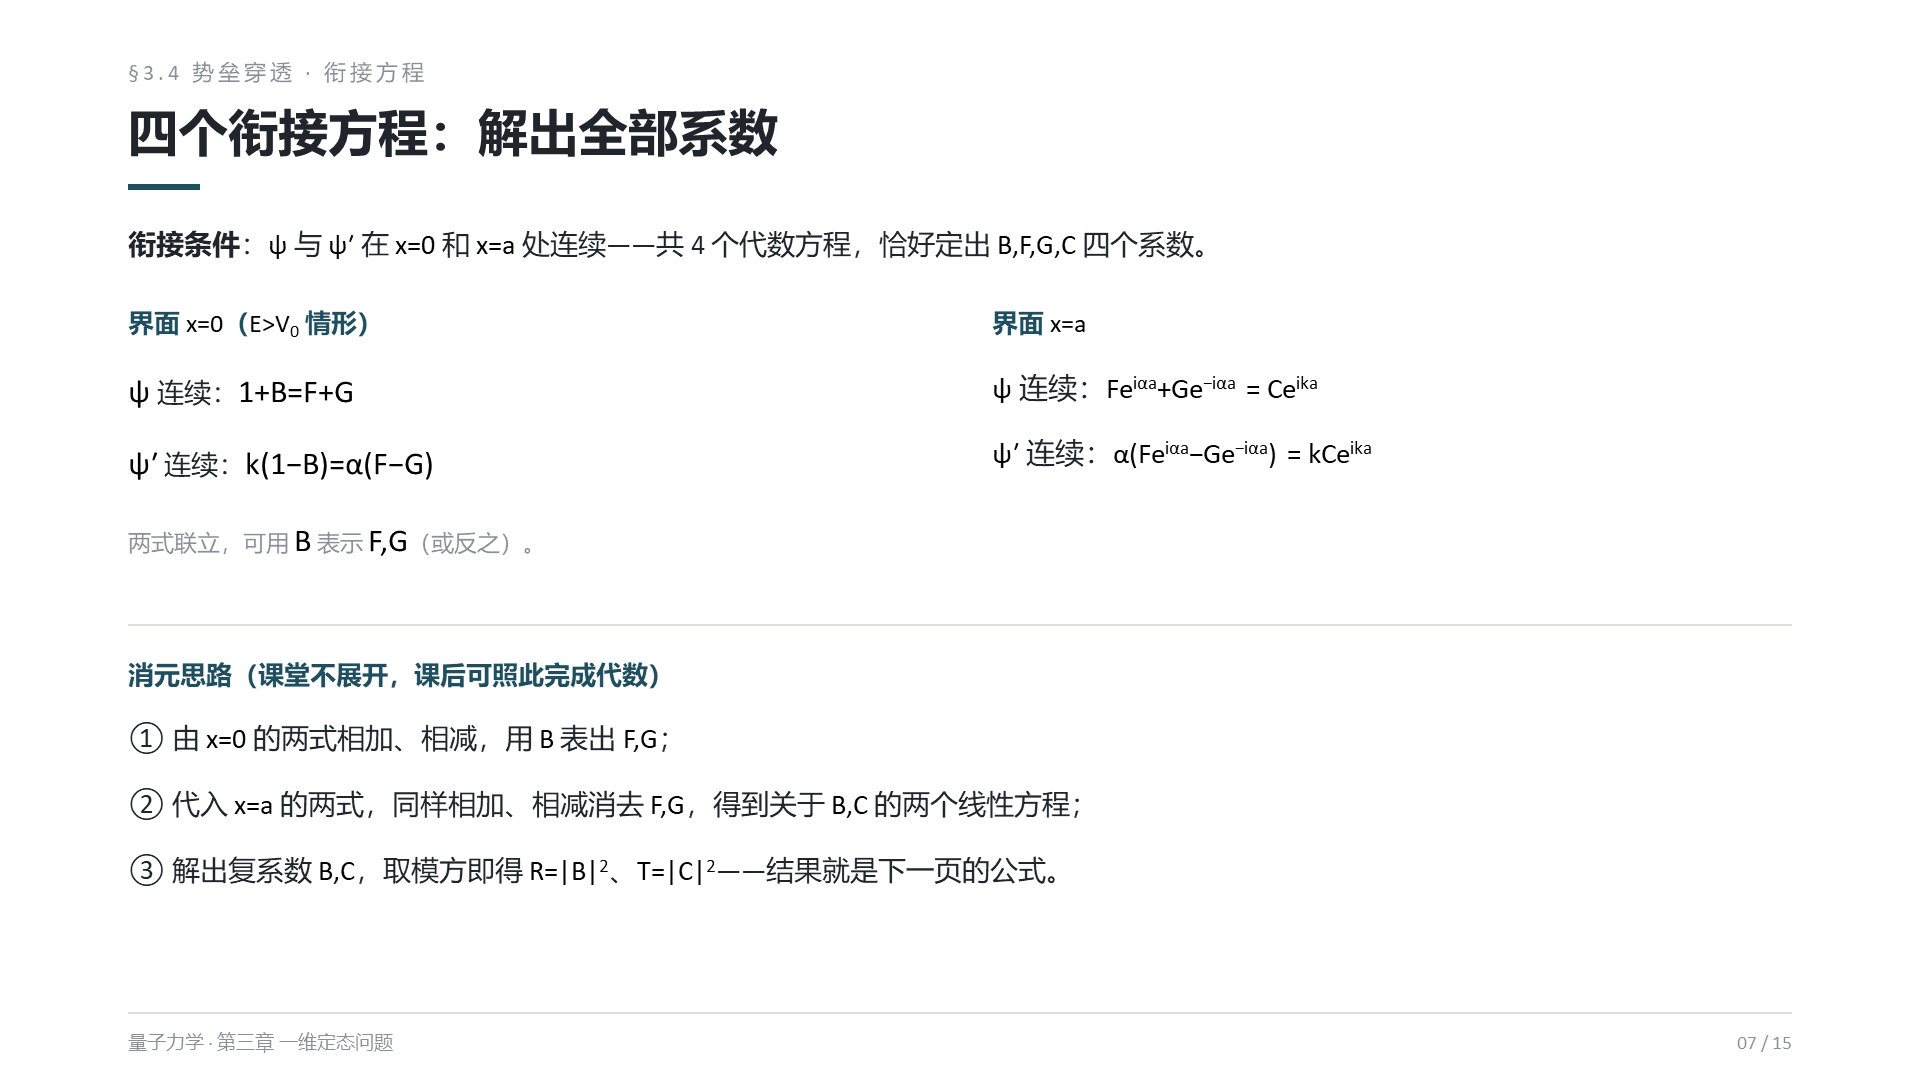 §3.4 势垒穿透 · 衔接方程
四个衔接方程：解出全部系数
衔接条件：ψ 与 ψ′ 在 x=0 和 x=a 处连续——共 4 个代数方程，恰好定出 B,F,G,C 四个系数。
界面 x=0（E>V₀ 情形）
ψ 连续：1+B=F+G
ψ′ 连续：k(1−B)=α(F−G)
两式联立，可用 B 表示 F,G（或反之）。
界面 x=a
ψ 连续：Fe^{iαa}+Ge^{−iαa} = Ce^{ika}
ψ′ 连续：α(Fe^{iαa}−Ge^{−iαa}) = kCe^{ika}
消元思路（课堂不展开，课后可照此完成代数）
① 由 x=0 的两式相加、相减，用 B 表出 F,G；
② 代入 x=a 的两式，同样相加、相减消去 F,G，得到关于 B,C 的两个线性方程；
③ 解出复系数 B,C，取模方即得 R=|B|²、T=|C|²——结果就是下一页的公式。
量子力学 · 第三章 一维定态问题
07 / 15